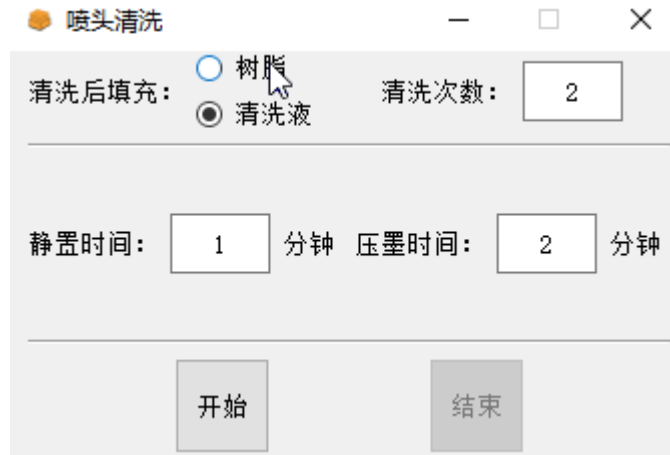 喷头清洗
清洗后填充: 树脂 清洗次数: 2
清洗液
静置时间: 1 分钟 压墨时间: 2 分钟
开始 结束